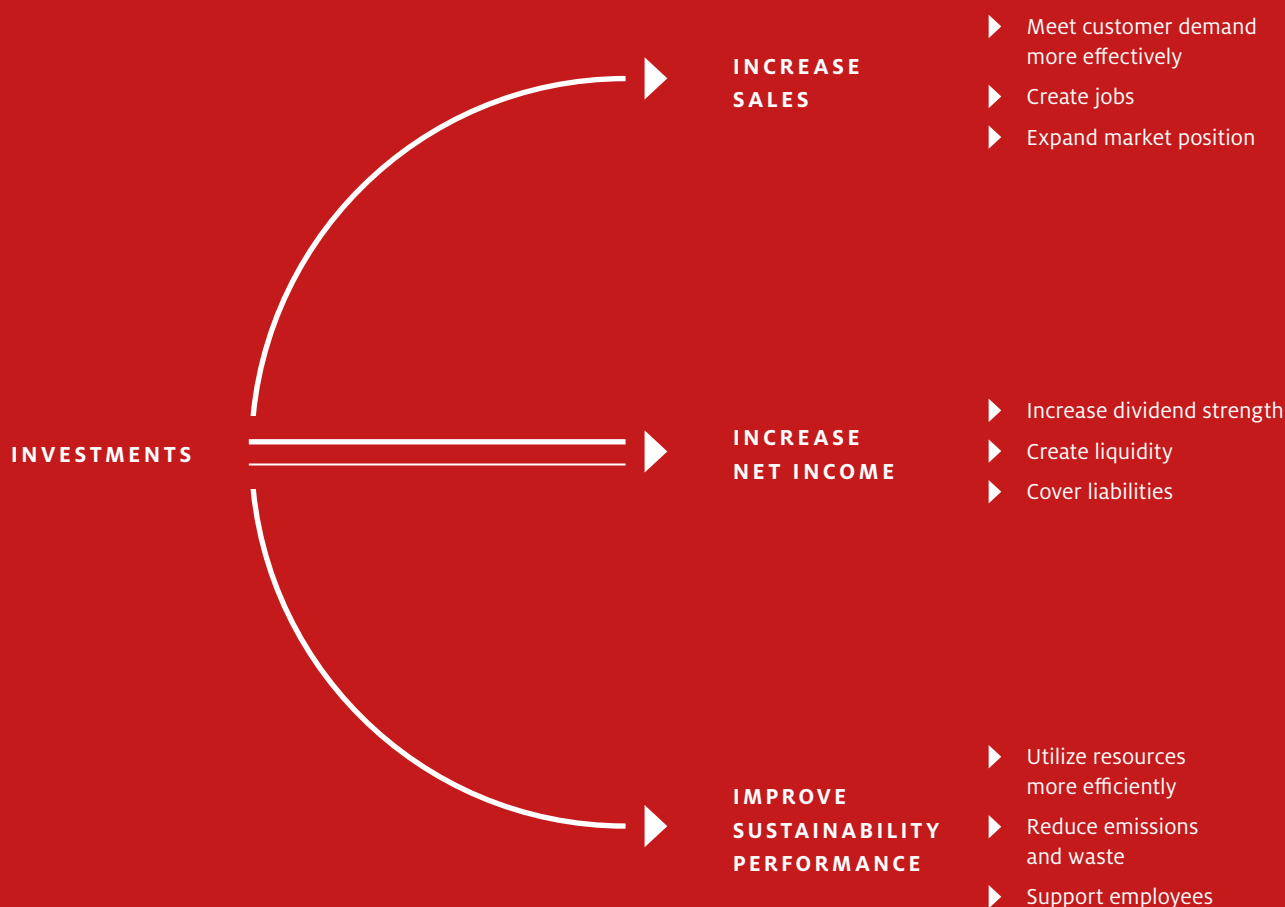 INVESTMENTS
INCREASE
SALES
Meet customer demand
more effectively
Create jobs
Expand market position
INCREASE
NET INCOME
Increase dividend strength
Create liquidity
Cover liabilities
IMPROVE
SUSTAINABILITY
PERFORMANCE
Utilize resources
more efficiently
Reduce emissions
and waste
Support employees